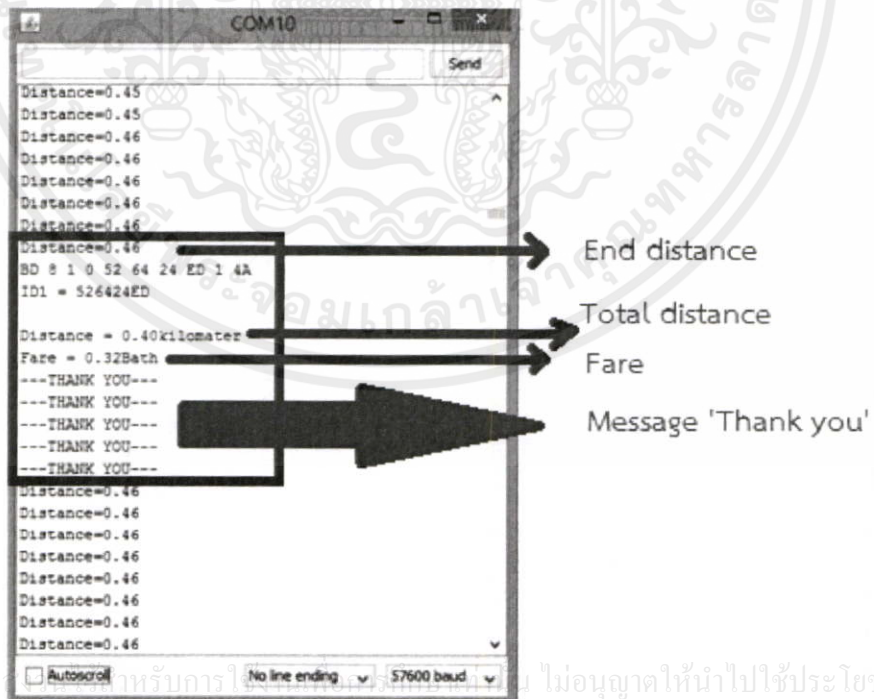 COM10
Send
Distance=0.45
Distance=0.45
Distance=0.46
Distance=0.46
Distance=0.46
Distance=0.46
Distance=0.46
Distance=0.46
BD 8 1 0 52 64 24 ED 1 4A
ID1 = 526424ED
Distance = 0.40kilomater
Fare = 0.32Bath
---THANK YOU---
---THANK YOU---
---THANK YOU---
---THANK YOU---
---THANK YOU---
Distance=0.46
Distance=0.46
Distance=0.46
Distance=0.46
Distance=0.46
Distance=0.46
Distance=0.46
Distance=0.46
Autoscroll
No line ending
57600 baud
End distance
Total distance
Fare
Message 'Thank you'
ไม่อนุญาตให้นำไปใช้ประโย